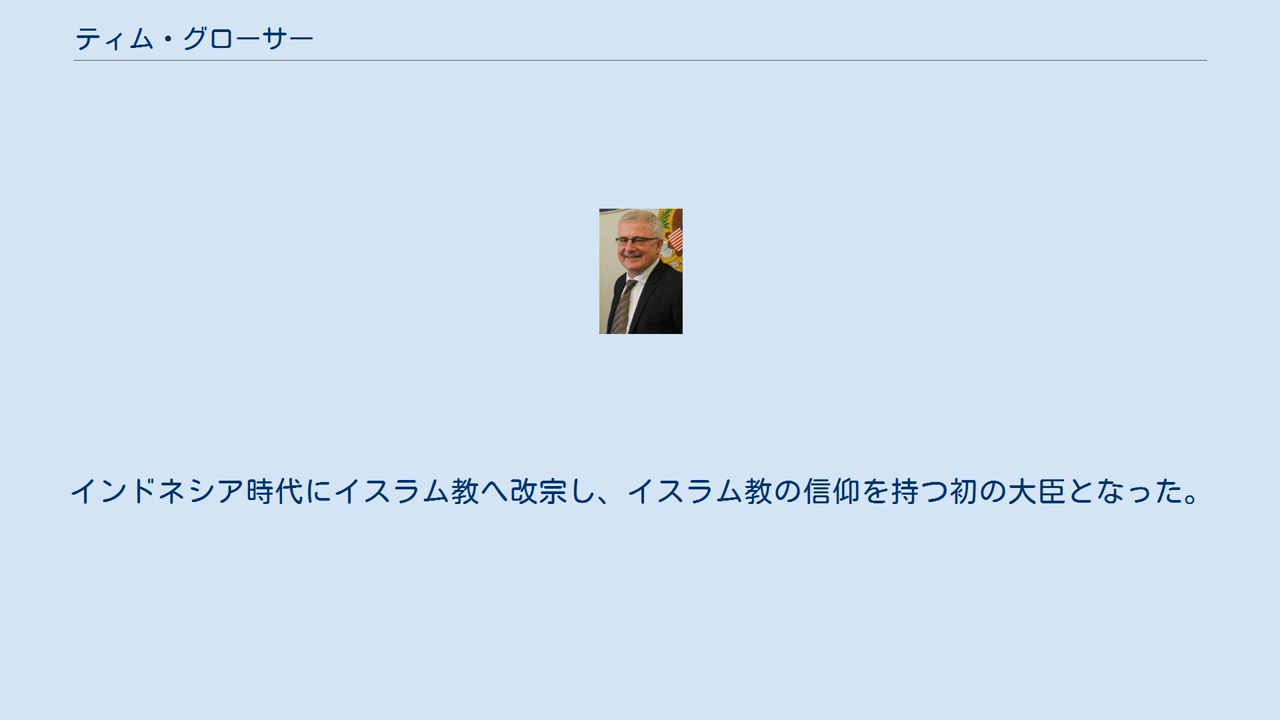 ティム・グローサー
インドネシア時代にイスラム教へ改宗し、イスラム教の信仰を持つ初の大臣となった。